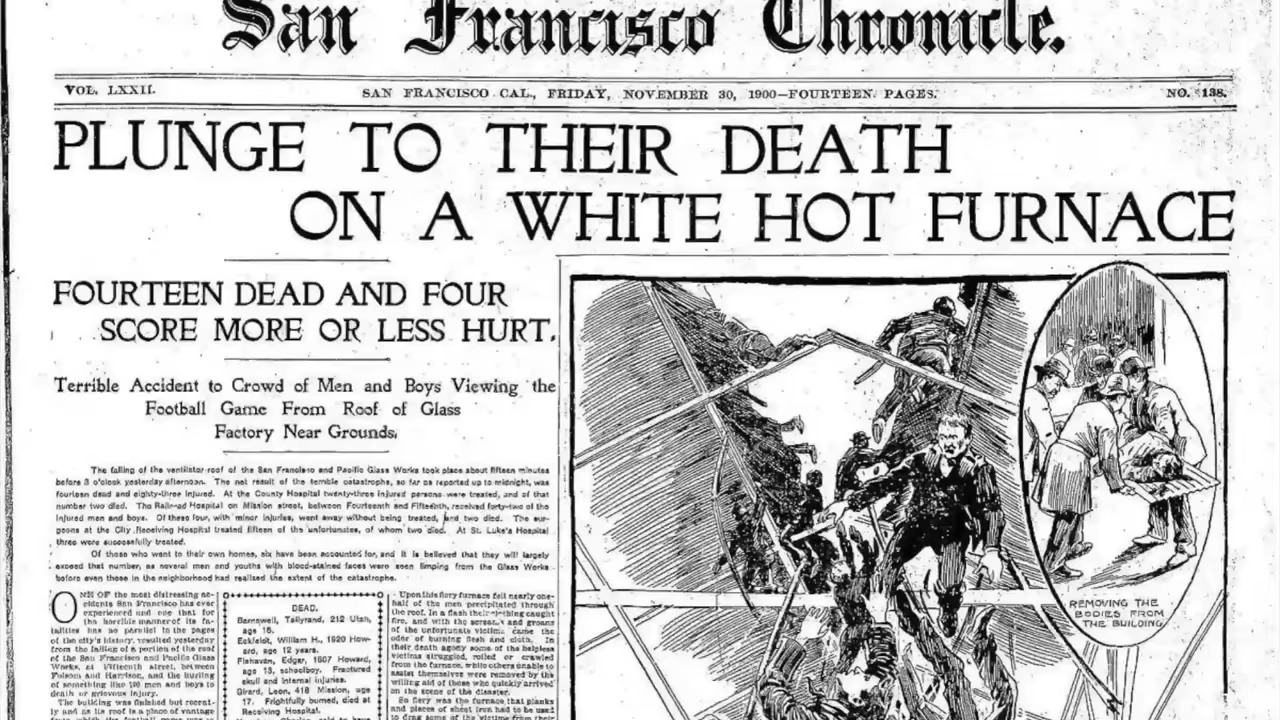 San Francisco Chronicle.
VOL. LXXII.
SAN FRANCISCO CAL., FRIDAY, NOVEMBER 30, 1900—FOURTEEN PAGES.
NO. 138.
PLUNGE TO THEIR DEATH
ON A WHITE HOT FURNACE
FOURTEEN DEAD AND FOUR
SCORE MORE OR LESS HURT.
Terrible Accident to Crowd of Men and Boys Viewing the
Football Game From Roof of Glass
Factory Near Grounds.
The falling of the ventilator-roof of the San Francisco and Pacific Glass Works took place about fifteen minutes
before 3 o'clock yesterday afternoon. The net result of the terrible catastrophe, so far as reported up to midnight, was
fourteen dead and eighty-three injured. At the County Hospital twenty-three injured persons were treated, and of that
number two died. The Railroad Hospital on Mission street, between Fourteenth and Fifteenth, received forty-two of the
injured men and boys. Of these four, with minor injuries, went away without being treated, and two died. The sur-
geons at the City Receiving Hospital treated fifteen of the unfortunates, of whom two died. At St. Luke's Hospital
three were successfully treated.
Of those who went to their own homes, six have been accounted for, and it is believed that they will largely
exceed that number, as several men and youths with blood-stained faces were seen limping from the Glass Works
before even those in the neighborhood had realized the extent of the catastrophe.
ONE OF the most distressing ac-
cidents San Francisco has ever
experienced and one that for
the horrible manner of its fa-
talities has no parallel in the pages
of the city's history, resulted yesterday
from the falling of a portion of the roof
of the San Francisco and Pacific Glass
Works, at Fifteenth street, between
Folsom and Harrison, and the hurling
of something like 100 men and boys to
death or grievous injury.
The building was finished but recent-
ly and as its roof is a place of vantage
DEAD.
Barnswell, Tallyrand, 212 Utah,
age 15.
Eckfeldt, William H., 1920 How-
ard, age 12 years.
Flahavan, Edgar, 1607 Howard,
age 13, schoolboy. Fractured
skull and internal injuries.
Girard, Leon, 418 Mission, age
17. Frightfully burned, died at
Receiving Hospital.
Upon this fiery furnace fell nearly one-
half of the men precipitated through
the roof. In a flash their clothing caught
fire, and with the screams and groans
of the unfortunate victims came the
odor of burning flesh and cloth. In
their death agony some of the helpless
victims struggled, rolled or crawled
from the furnace, while others unable to
assist themselves were removed by the
willing aid of those who quickly arrived
on the scene of the disaster.
So fiery was the furnace that planks
and pieces of sheet iron had to be used
to drag some of the victims from their
REMOVING THE
BODIES FROM
THE BUILDING